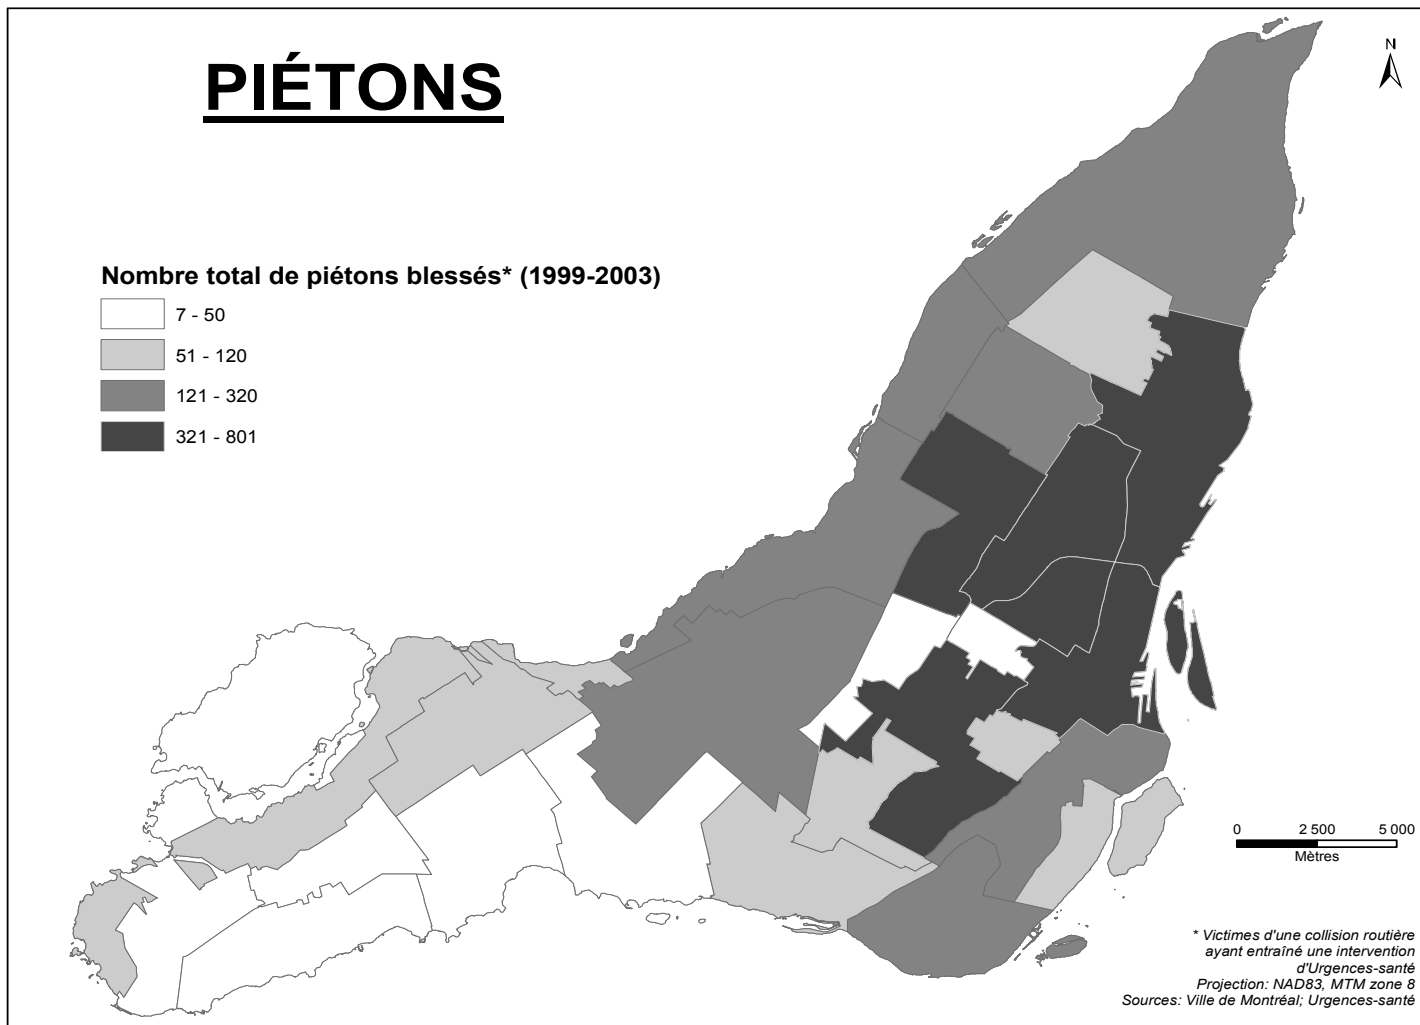 PIÉTONS
N
Nombre total de piétons blessés* (1999-2003)
7 - 50
51 - 120
121 - 320
321 - 801
0 2 500 5 000
Mètres
* Victimes d'une collision routière
ayant entraîné une intervention
d'Urgences-santé
Projection: NAD83, MTM zone 8
Sources: Ville de Montréal; Urgences-santé